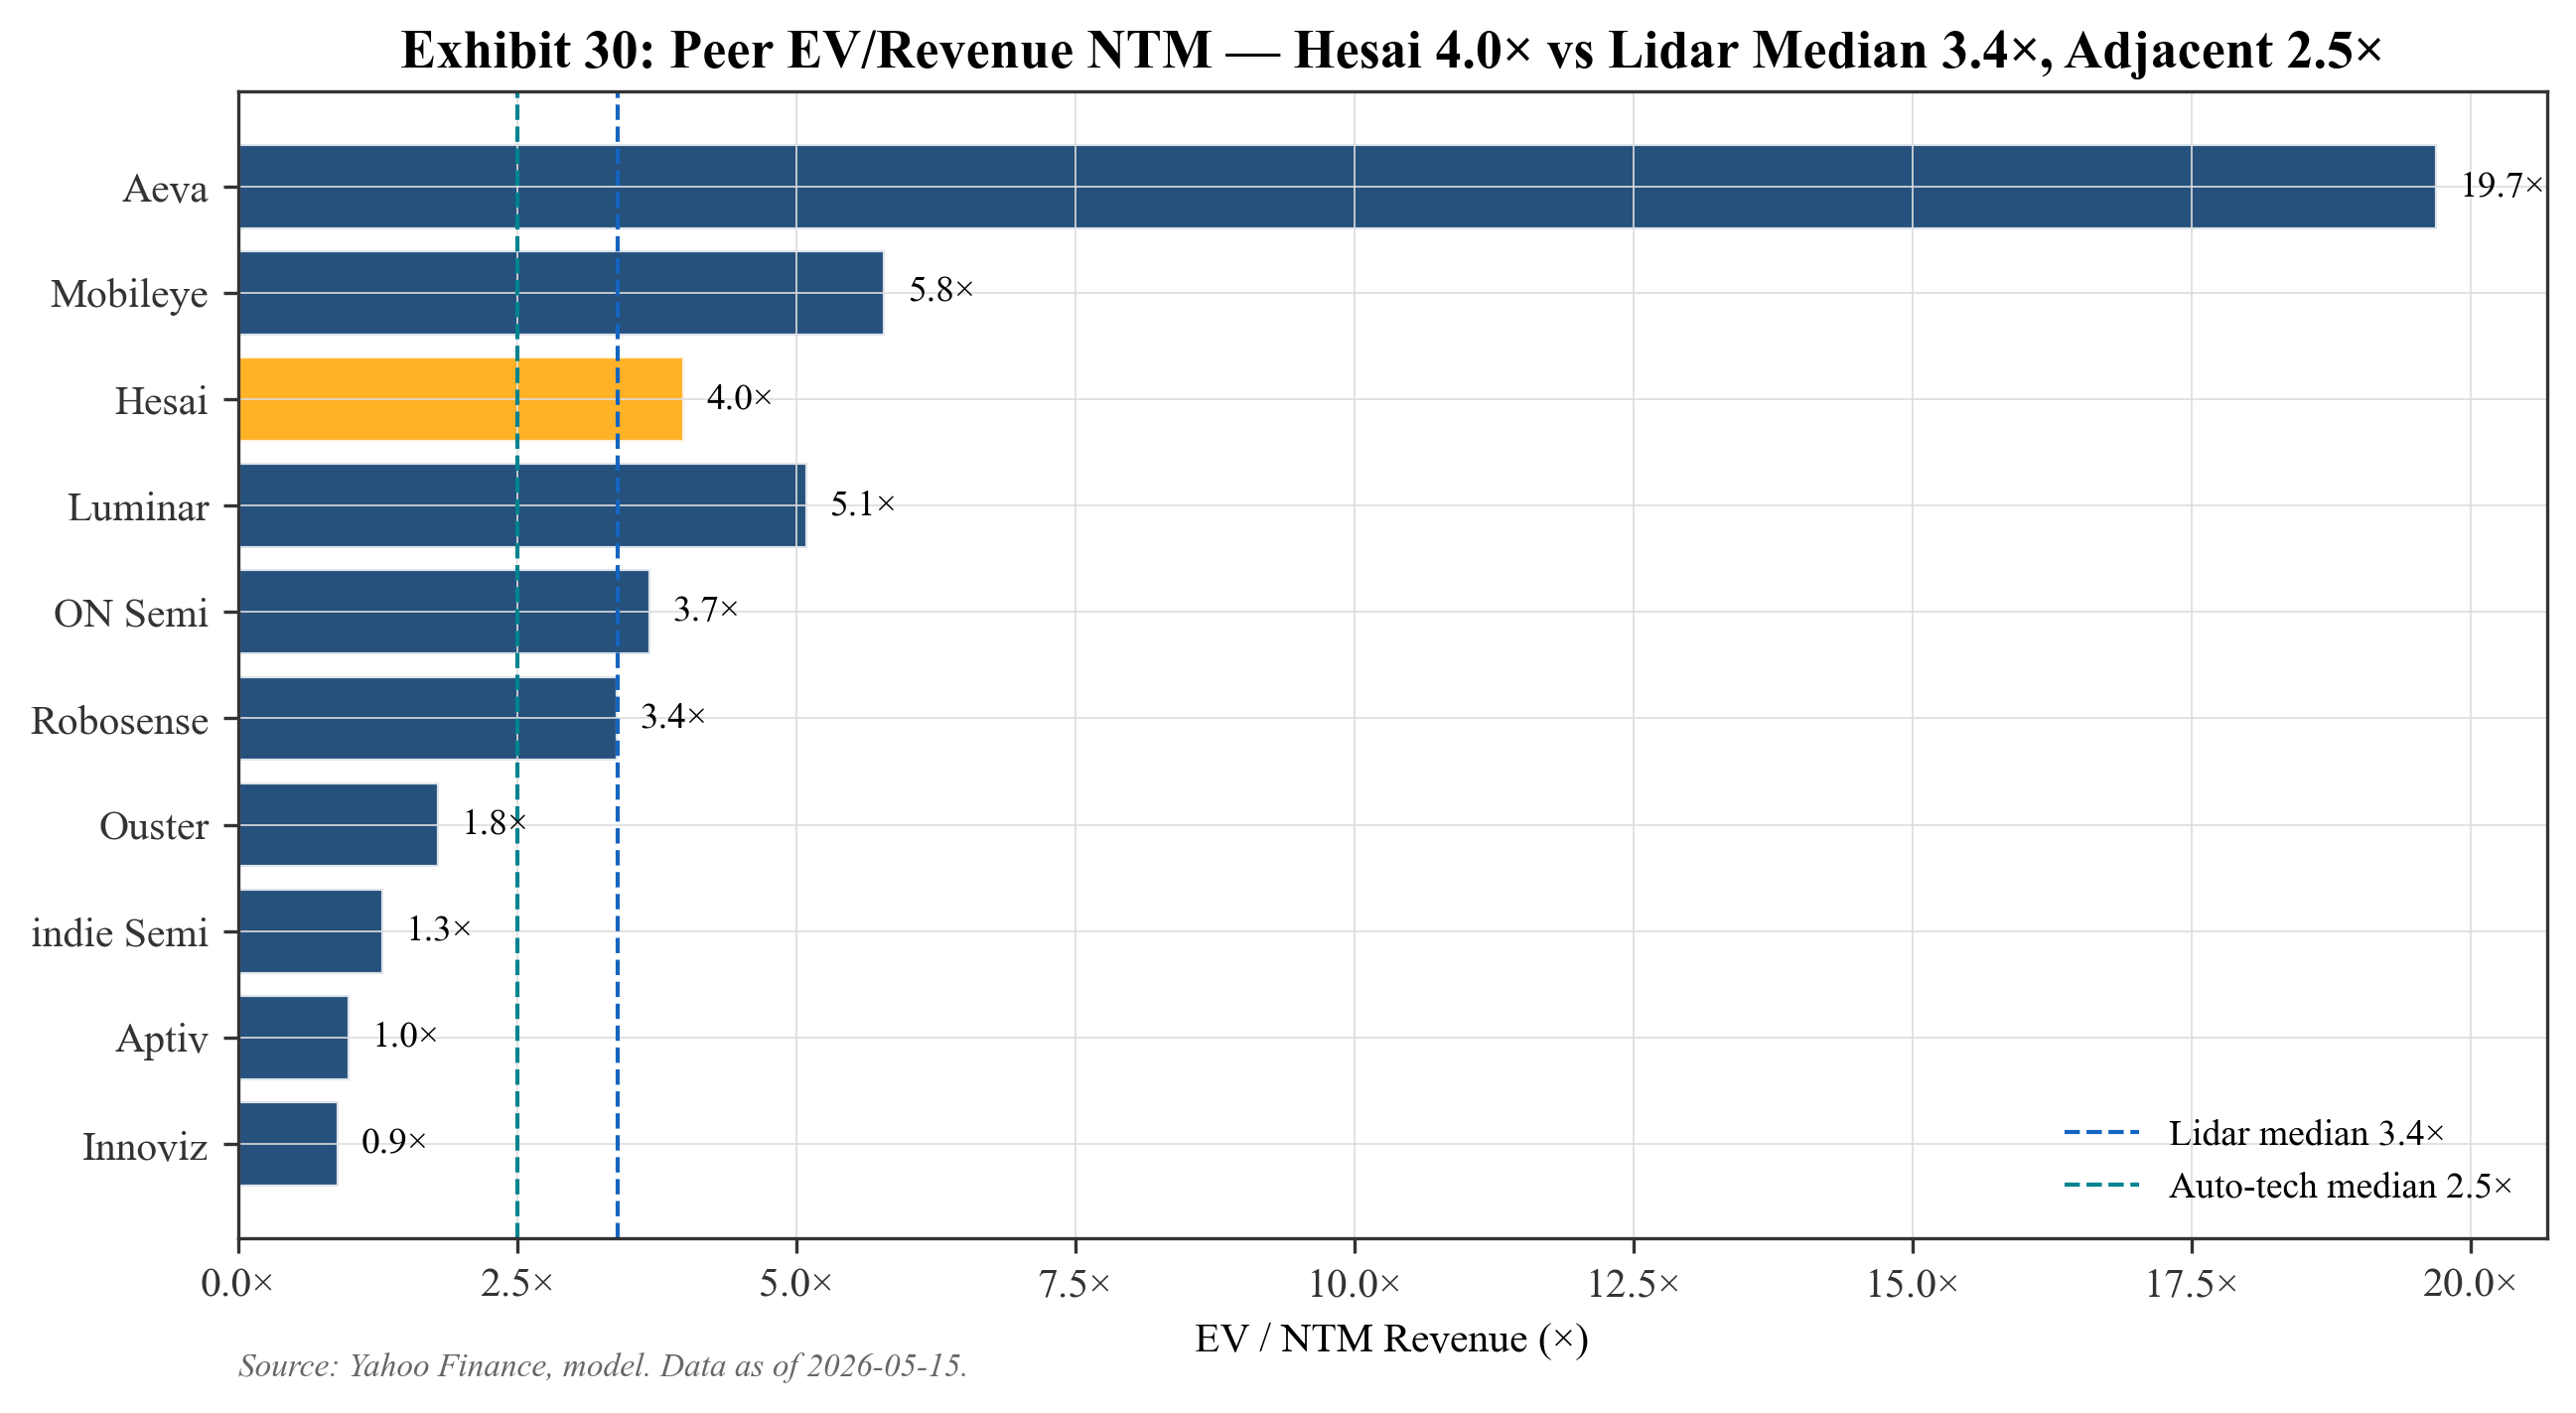 Exhibit 30: Peer EV/Revenue NTM — Hesai 4.0× vs Lidar Median 3.4×, Adjacent 2.5×
Aeva 19.7×
Mobileye 5.8×
Hesai 4.0×
Luminar 5.1×
ON Semi 3.7×
Robosense 3.4×
Ouster 1.8×
indie Semi 1.3×
Aptiv 1.0×
Innoviz 0.9×
Lidar median 3.4×
Auto-tech median 2.5×
0.0× 2.5× 5.0× 7.5× 10.0× 12.5× 15.0× 17.5× 20.0×
EV / NTM Revenue (×)
Source: Yahoo Finance, model. Data as of 2026-05-15.